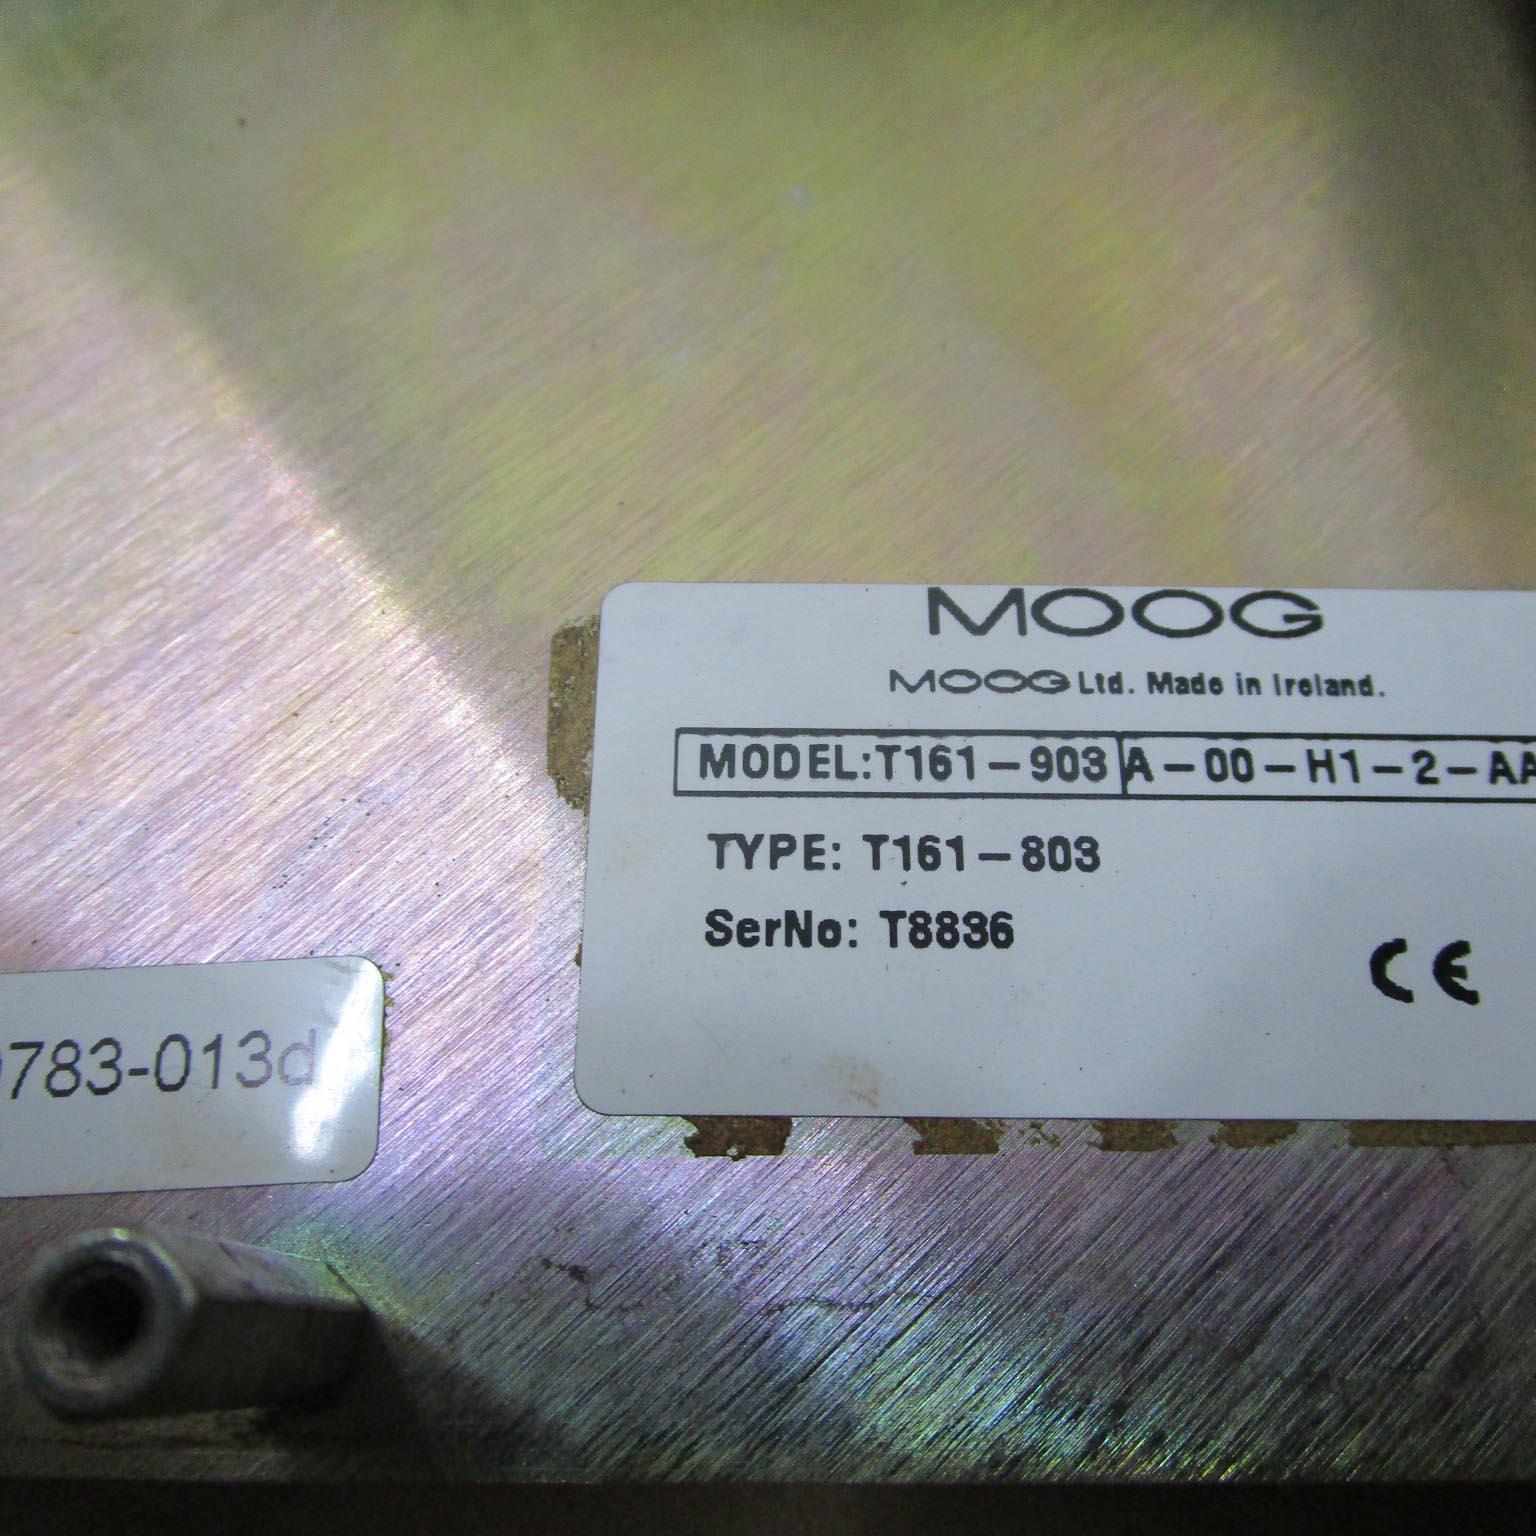 MOOG
MOOG Ltd. Made in Ireland.
MODEL:T161-903 A-00-H1-2-AA
TYPE: T161-803
SerNo: T8836
CE
783-013d